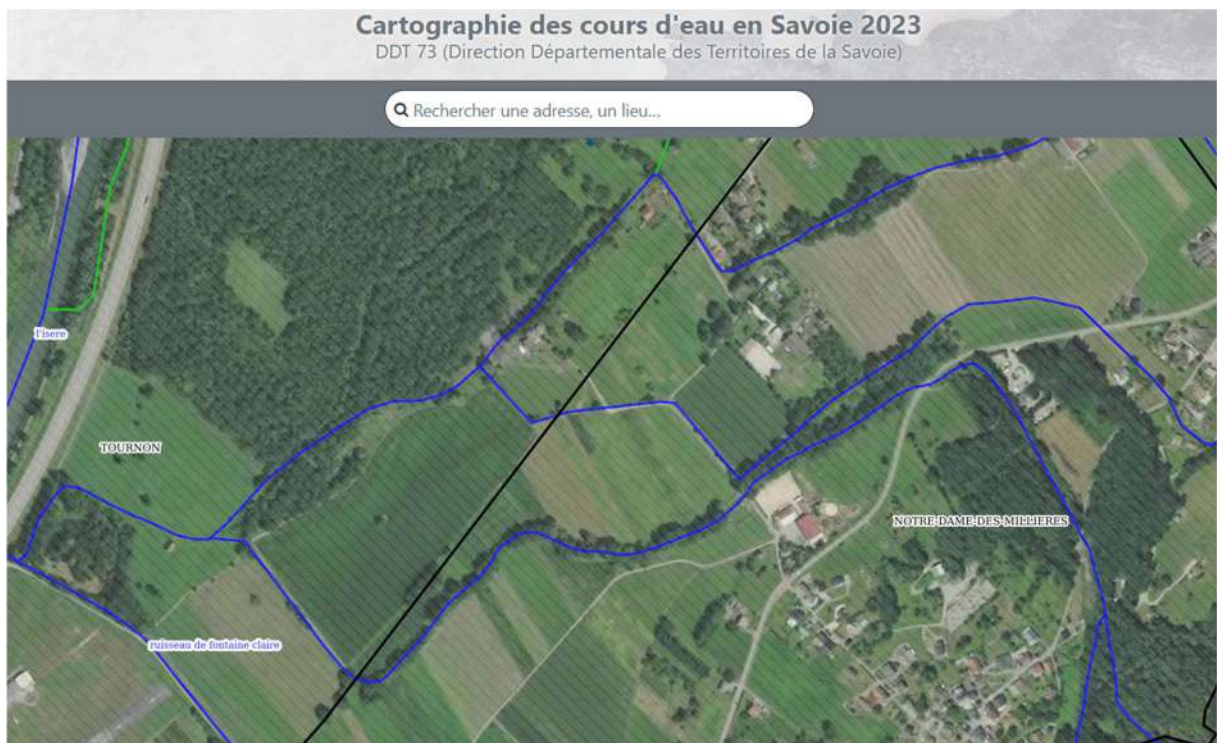 Cartographie des cours d'eau en Savoie 2023
DDT 73 (Direction Départementale des Territoires de la Savoie)
Rechercher une adresse, un lieu...
l'isere
TOURNON
NOTRE-DAME-DES-MILLIERES
ruisseau de fontaine claire